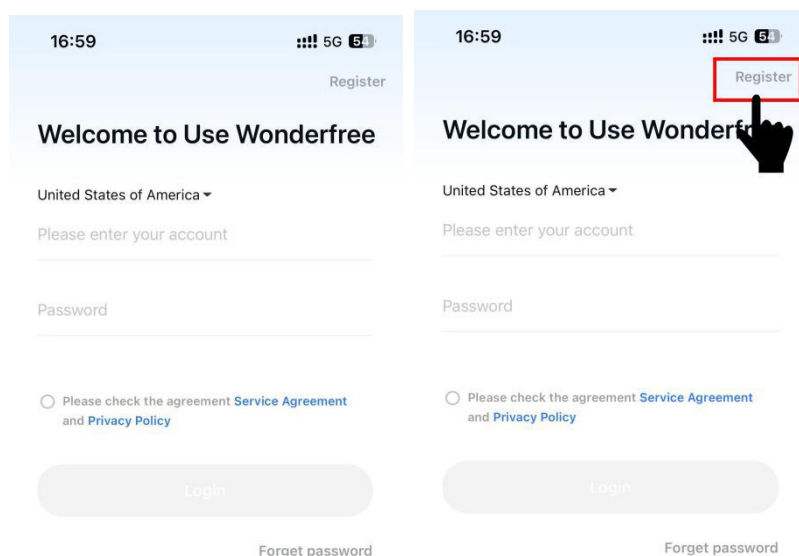 16:59 5G 54
Register
Welcome to Use Wonderfree
United States of America
Please enter your account
Password
Please check the agreement Service Agreement
and Privacy Policy
Login
Forget password
16:59 5G 54
Register
Welcome to Use Wonderfr
United States of America
Please enter your account
Password
Please check the agreement Service Agreement
and Privacy Policy
Login
Forget password